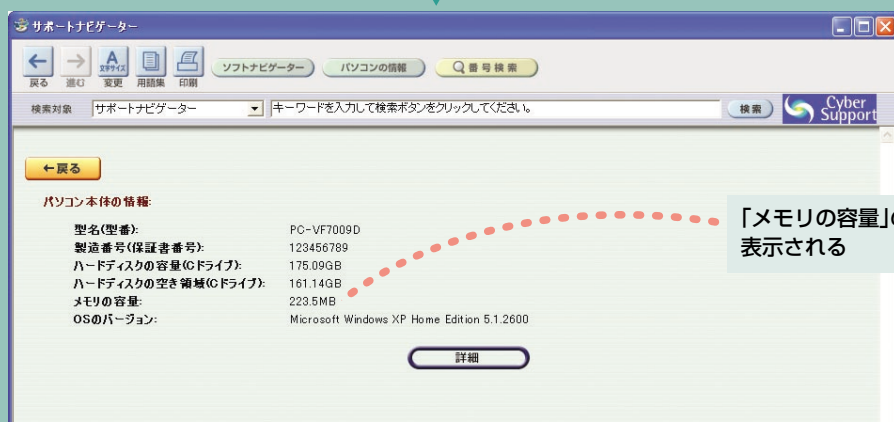 サポートナビゲーター
戻る 進む 文字サイズ 変更 用語集 印刷 ソフトナビゲーター パソコンの情報 番号検索
検索対象 サポートナビゲーター キーワードを入力して検索ボタンをクリックしてください。 検索 Cyber Support
←戻る
パソコン本体の情報:
型名(型番): PC-VF7009D
製造番号(保証書番号): 123456789
ハードディスクの容量(Cドライブ): 175.09GB
ハードディスクの空き領域(Cドライブ): 161.14GB
メモリの容量: 223.5MB
OSのバージョン: Microsoft Windows XP Home Edition 5.1.2600
詳細
「メモリの容量」の
表示される